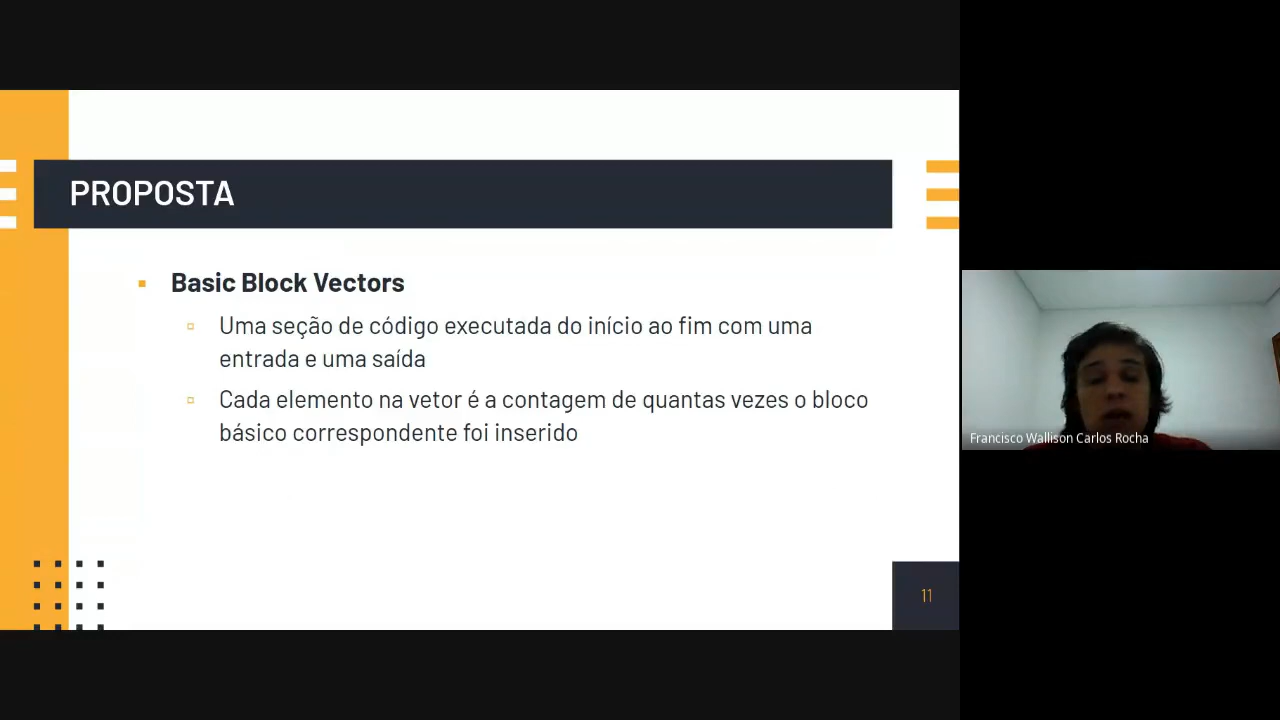 PROPOSTA
Basic Block Vectors
Uma seção de código executada do início ao fim com uma
entrada e uma saída
Cada elemento na vetor é a contagem de quantas vezes o bloco
básico correspondente foi inserido
Francisco Wallison Carlos Rocha
11